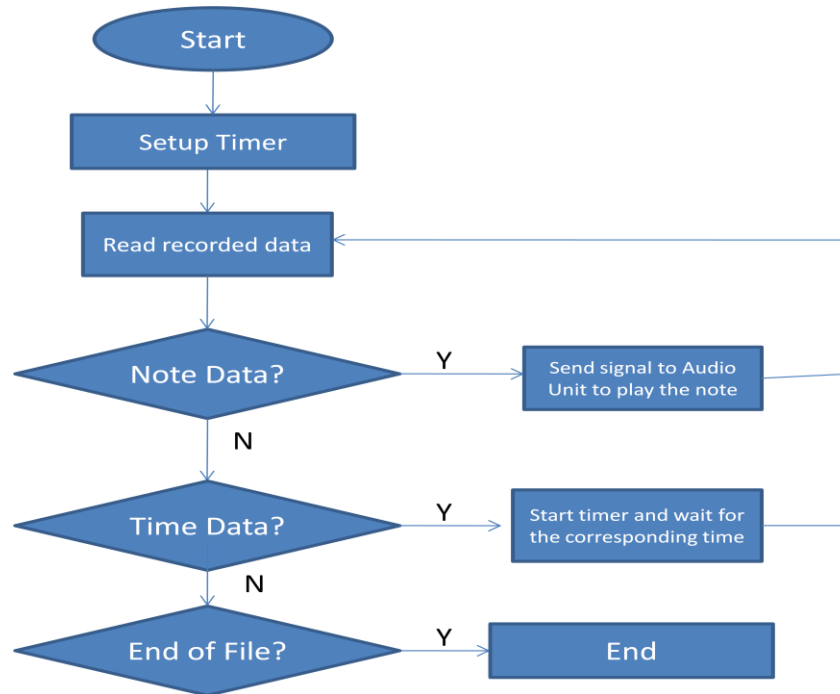 Start
Setup Timer
Read recorded data
Note Data?
Y
Send signal to Audio
Unit to play the note
N
Time Data?
Y
Start timer and wait for
the corresponding time
N
End of File?
Y
End